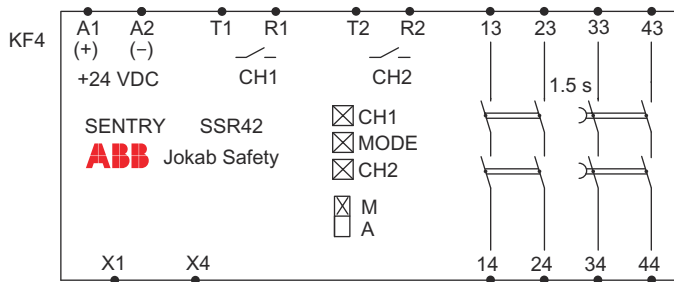 KF4
A1 A2 T1 R1 T2 R2 13 23 33 43
(+) (–)
+24 VDC CH1 CH2 1.5 s
SENTRY SSR42
ABB Jokab Safety
CH1
MODE
CH2
M
A
X1 X4 14 24 34 44